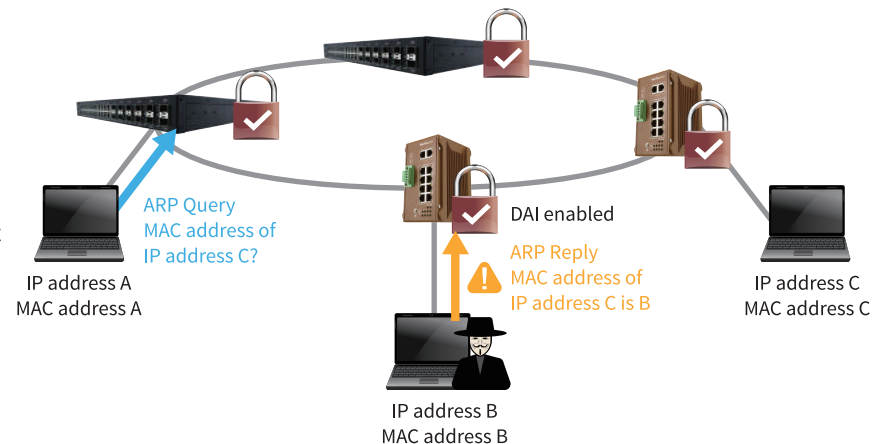 ARP Query
MAC address of
IP address C?
DAI enabled
ARP Reply
MAC address of
IP address C is B
IP address A
MAC address A
IP address C
MAC address C
IP address B
MAC address B